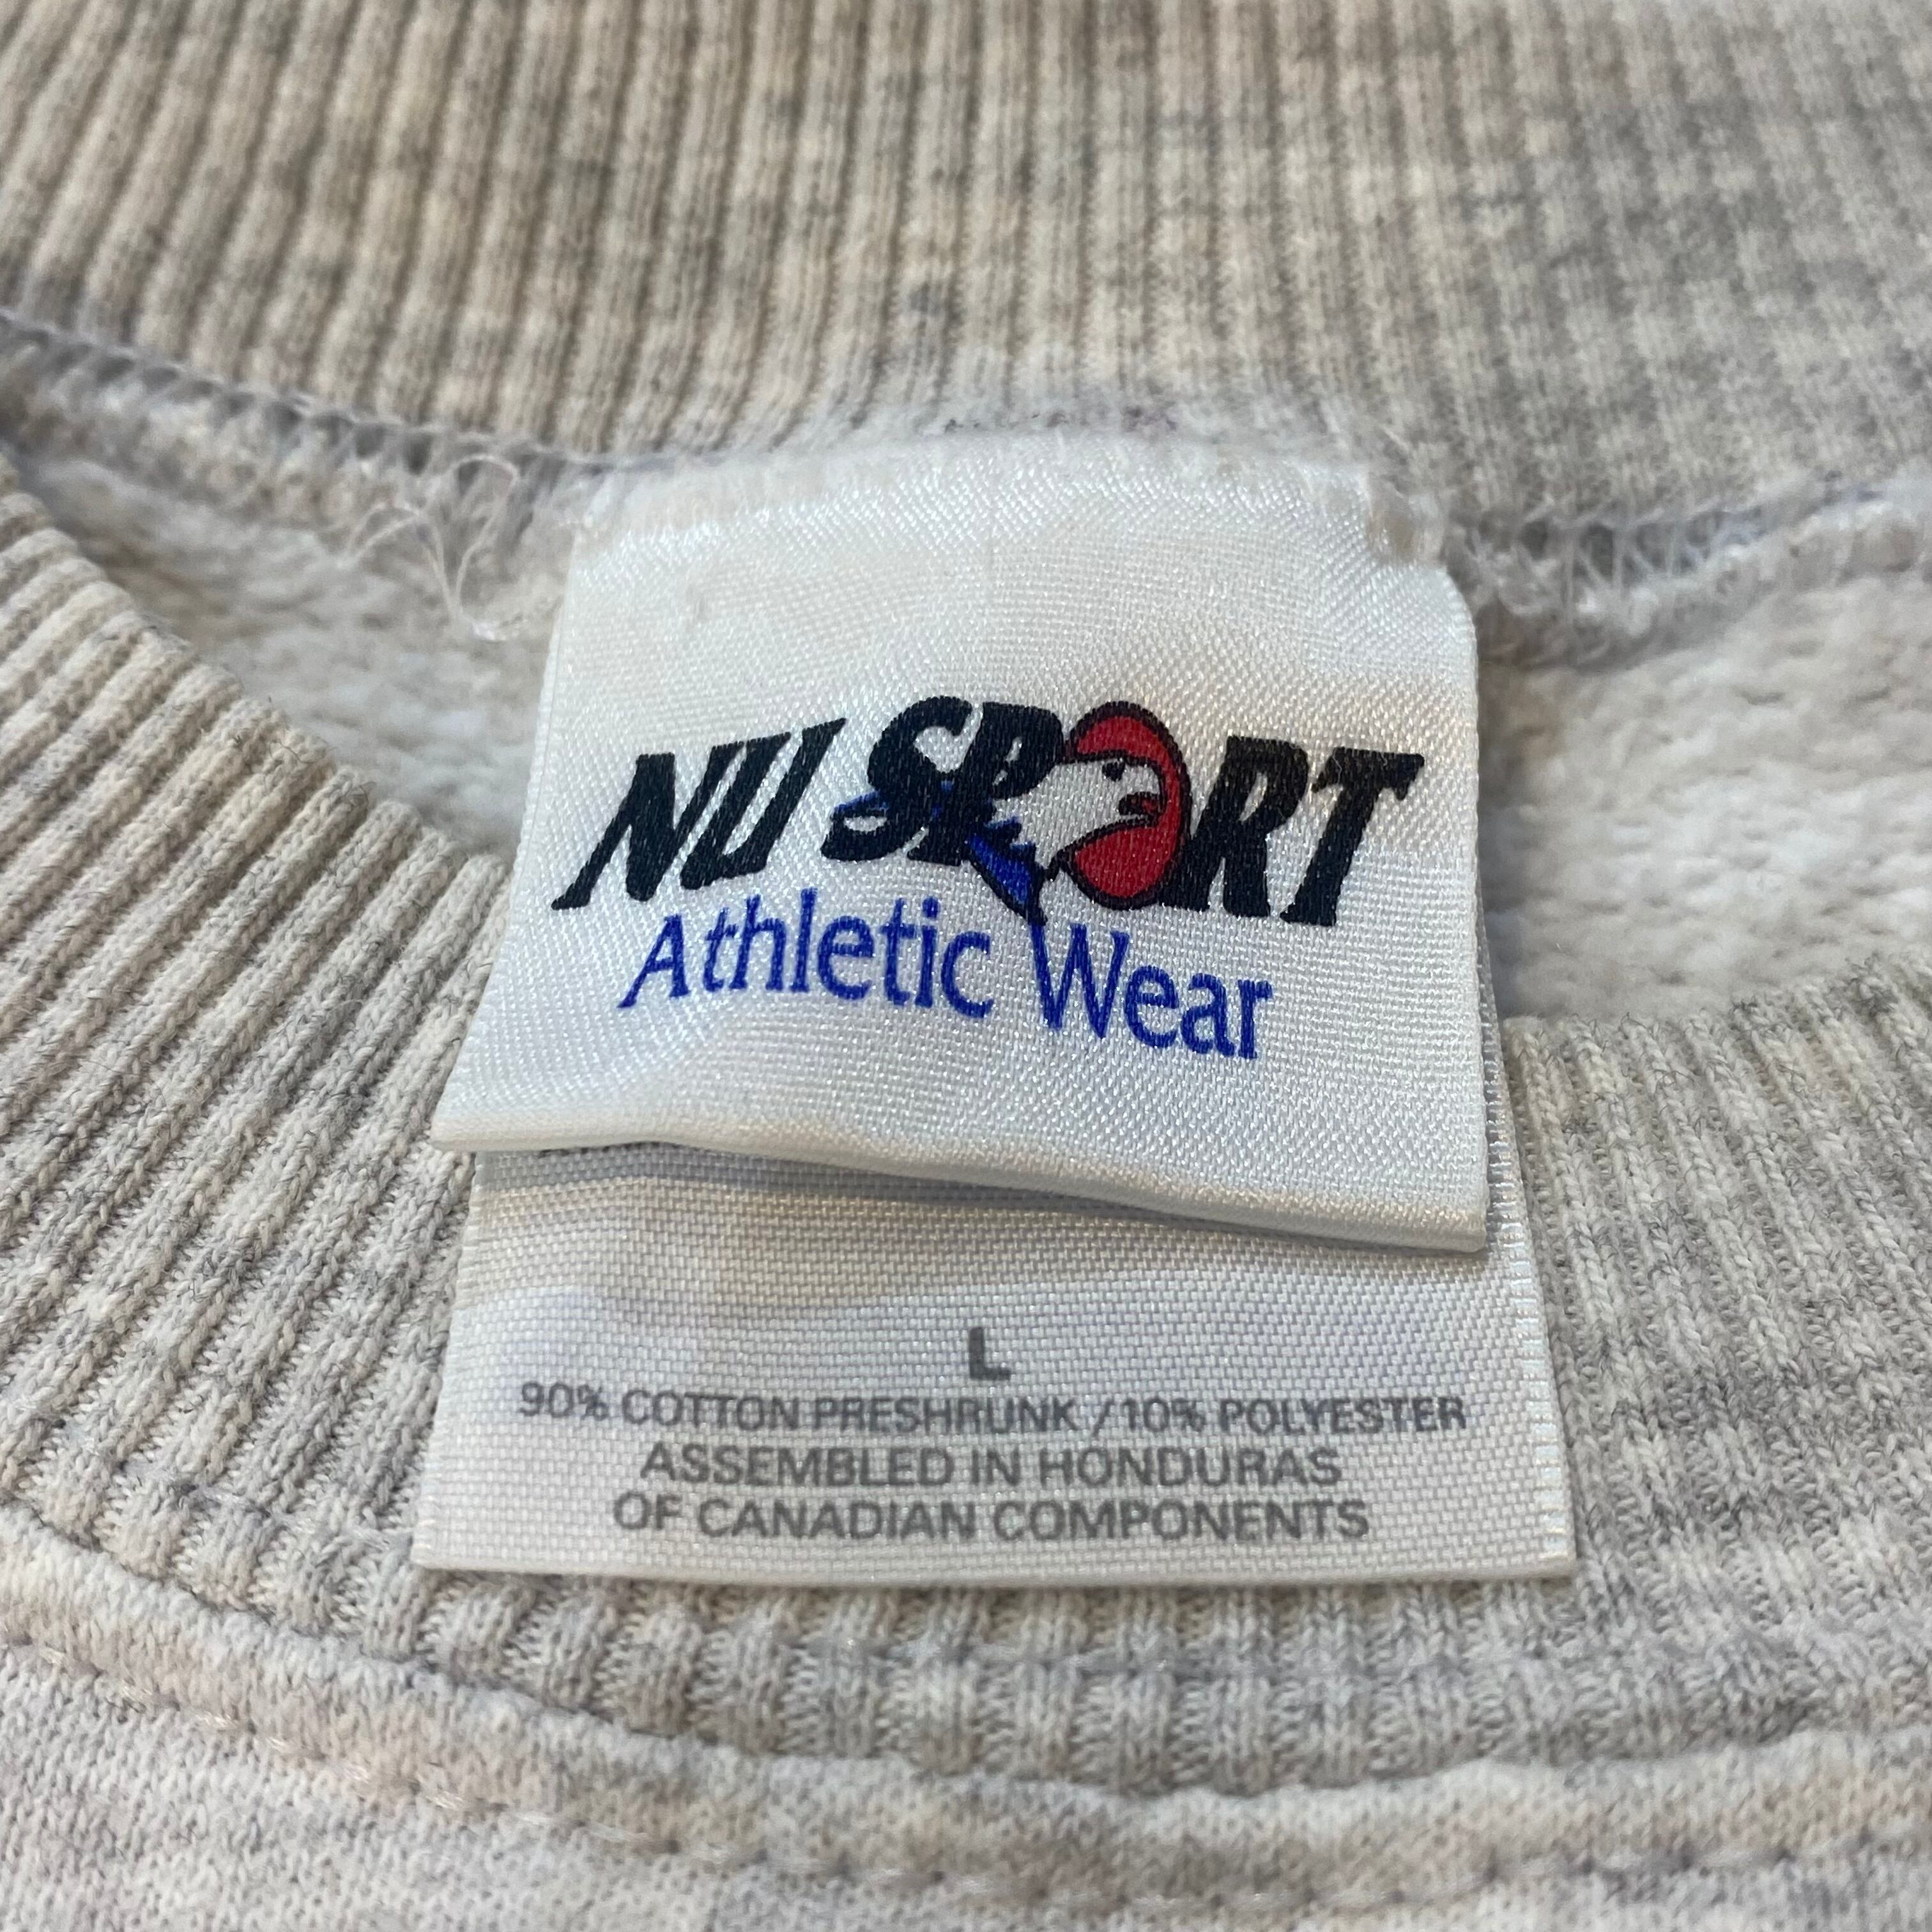 NU SPORT
Athletic Wear
L
90% COTTON PRESHRUNK / 10% POLYESTER
ASSEMBLED IN HONDURAS
OF CANADIAN COMPONENTS